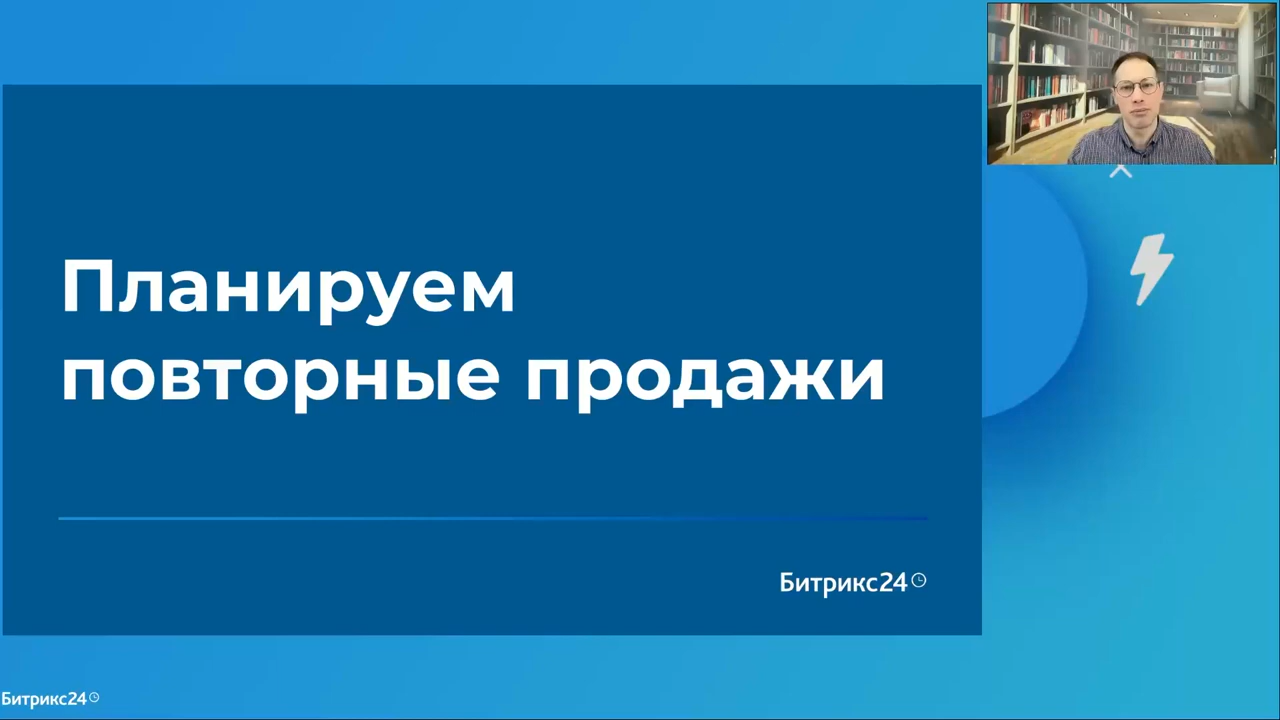 Планируем
повторные продажи
Битрикс24
Битрикс24